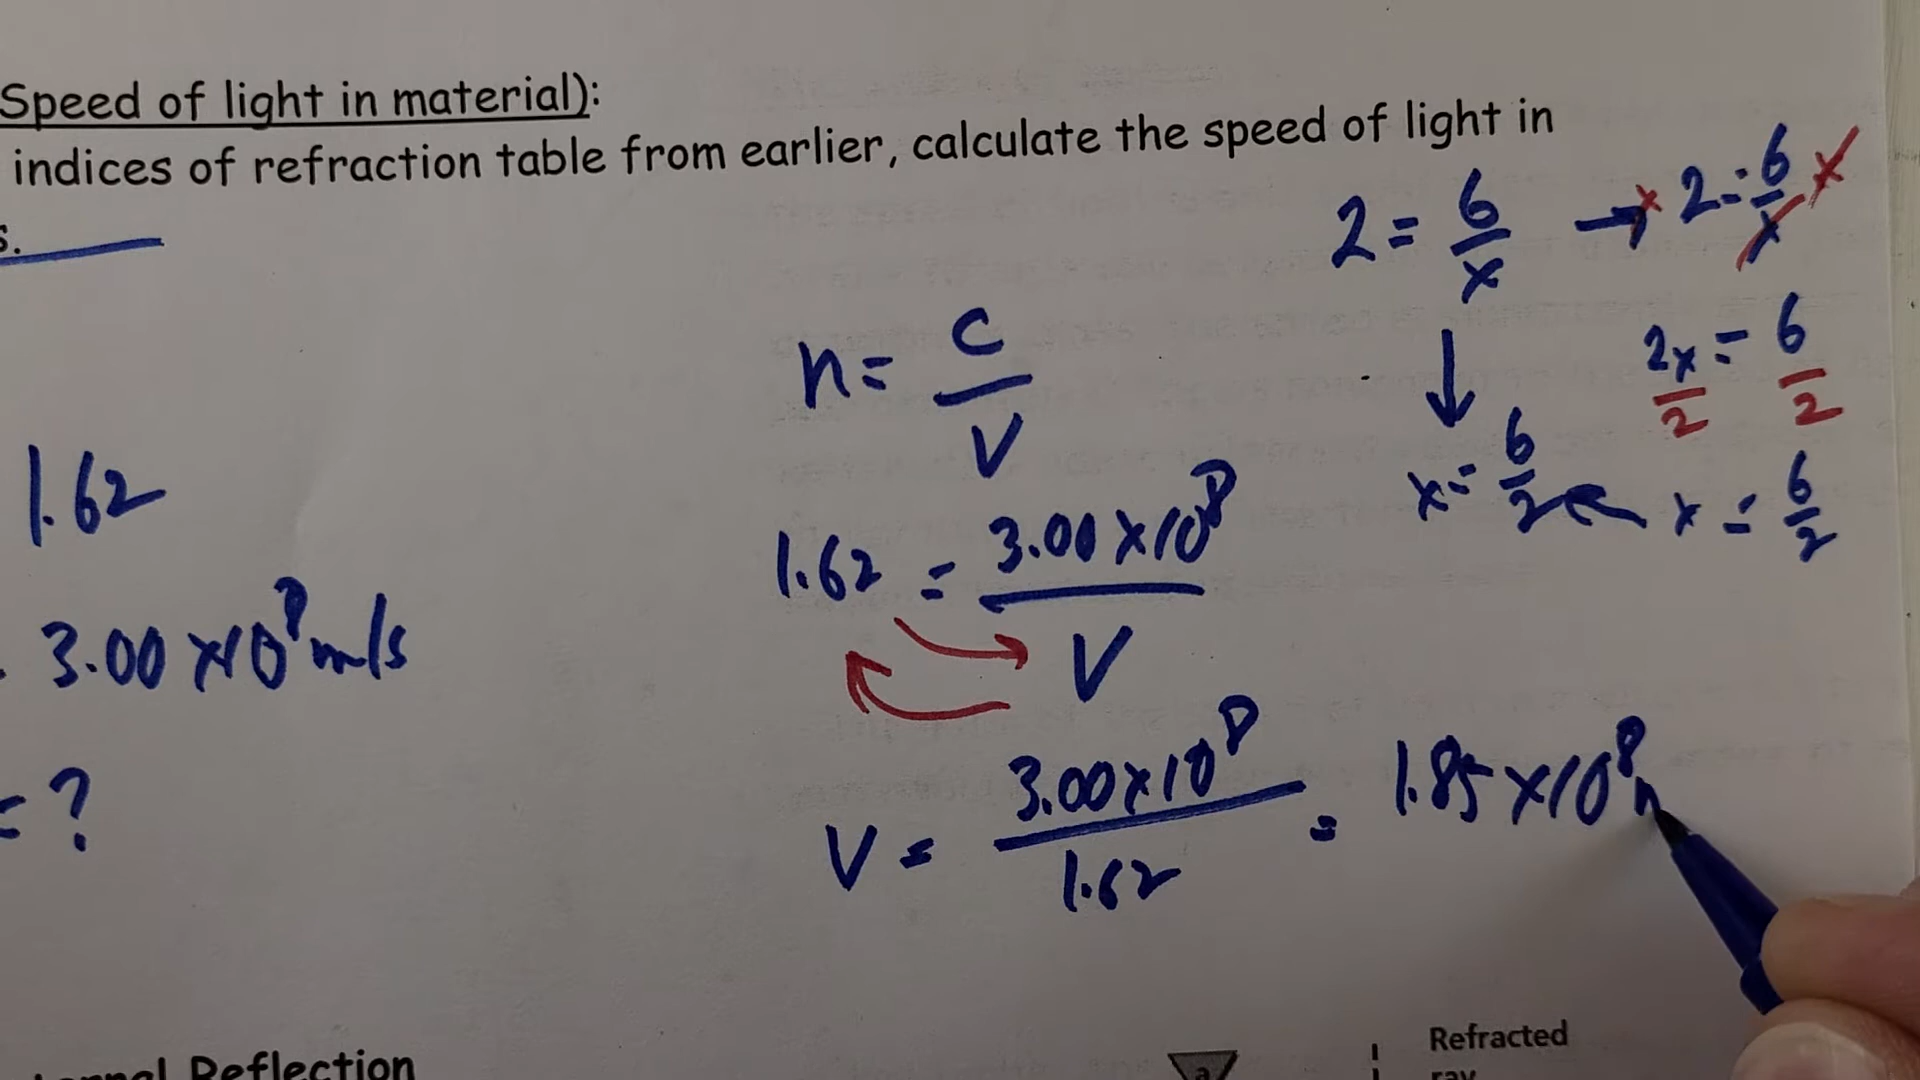 Speed of light in material):
indices of refraction table from earlier, calculate the speed of light in
s.
2 = 6/x → x 2 = 6/x x
n = c/v
2x/2 = 6/2
x = 6/2 ← x = 6/2
1.62
1.62 = 3.00 x 10^8 / V
3.00 x 10^8 m/s
= ?
V = 3.00 x 10^8 / 1.62 = 1.85 x 10^8
Refracted
ray
a
Reflection